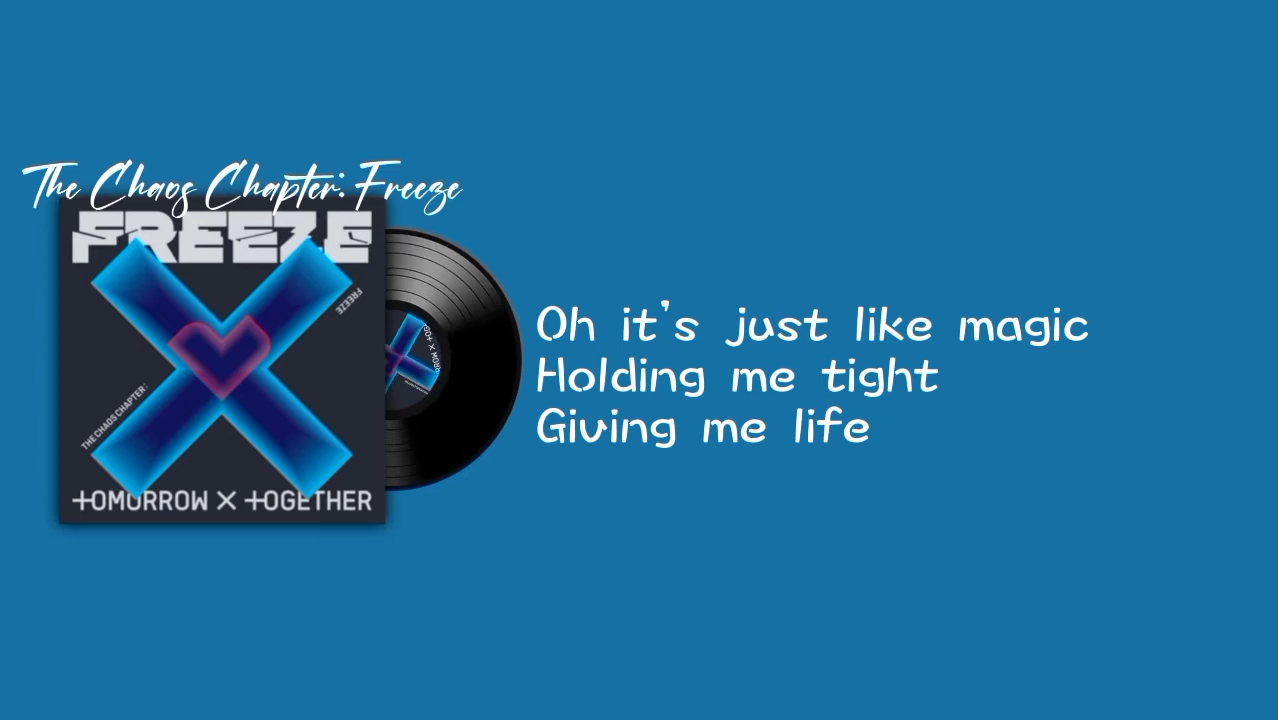 The Chaos Chapter: Freeze
FREEZE
FREEZE
THE CHAOS CHAPTER:
TOMORROW X TOGETHER
Oh it's just like magic
Holding me tight
Giving me life